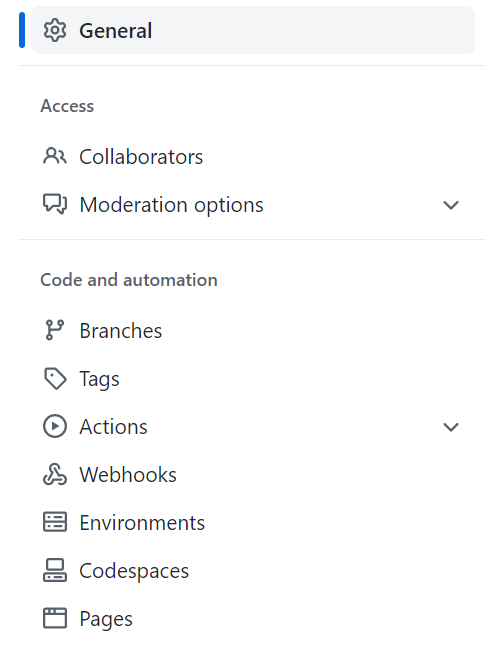 General
Access
Collaborators
Moderation options
Code and automation
Branches
Tags
Actions
Webhooks
Environments
Codespaces
Pages